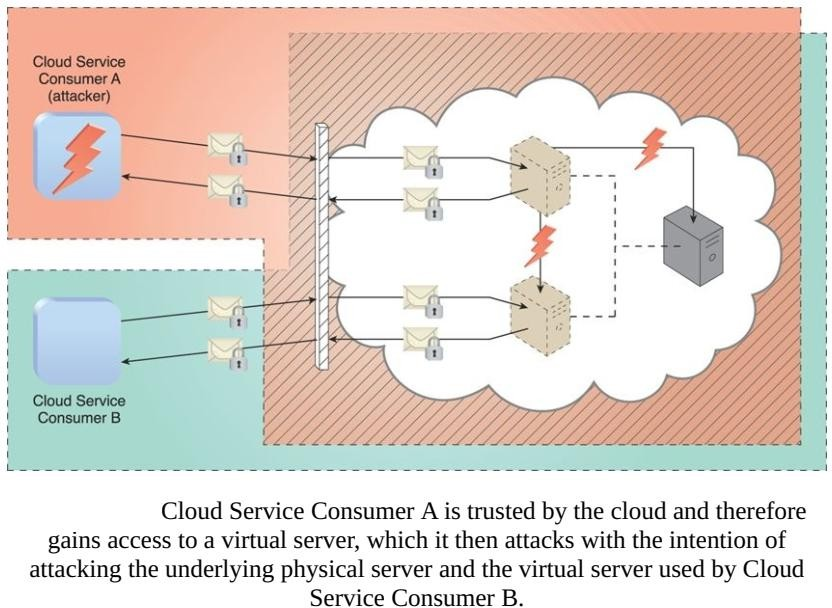 Cloud Service
Consumer A
(attacker)
Cloud Service
Consumer B
Cloud Service Consumer A is trusted by the cloud and therefore
gains access to a virtual server, which it then attacks with the intention of
attacking the underlying physical server and the virtual server used by Cloud
Service Consumer B.